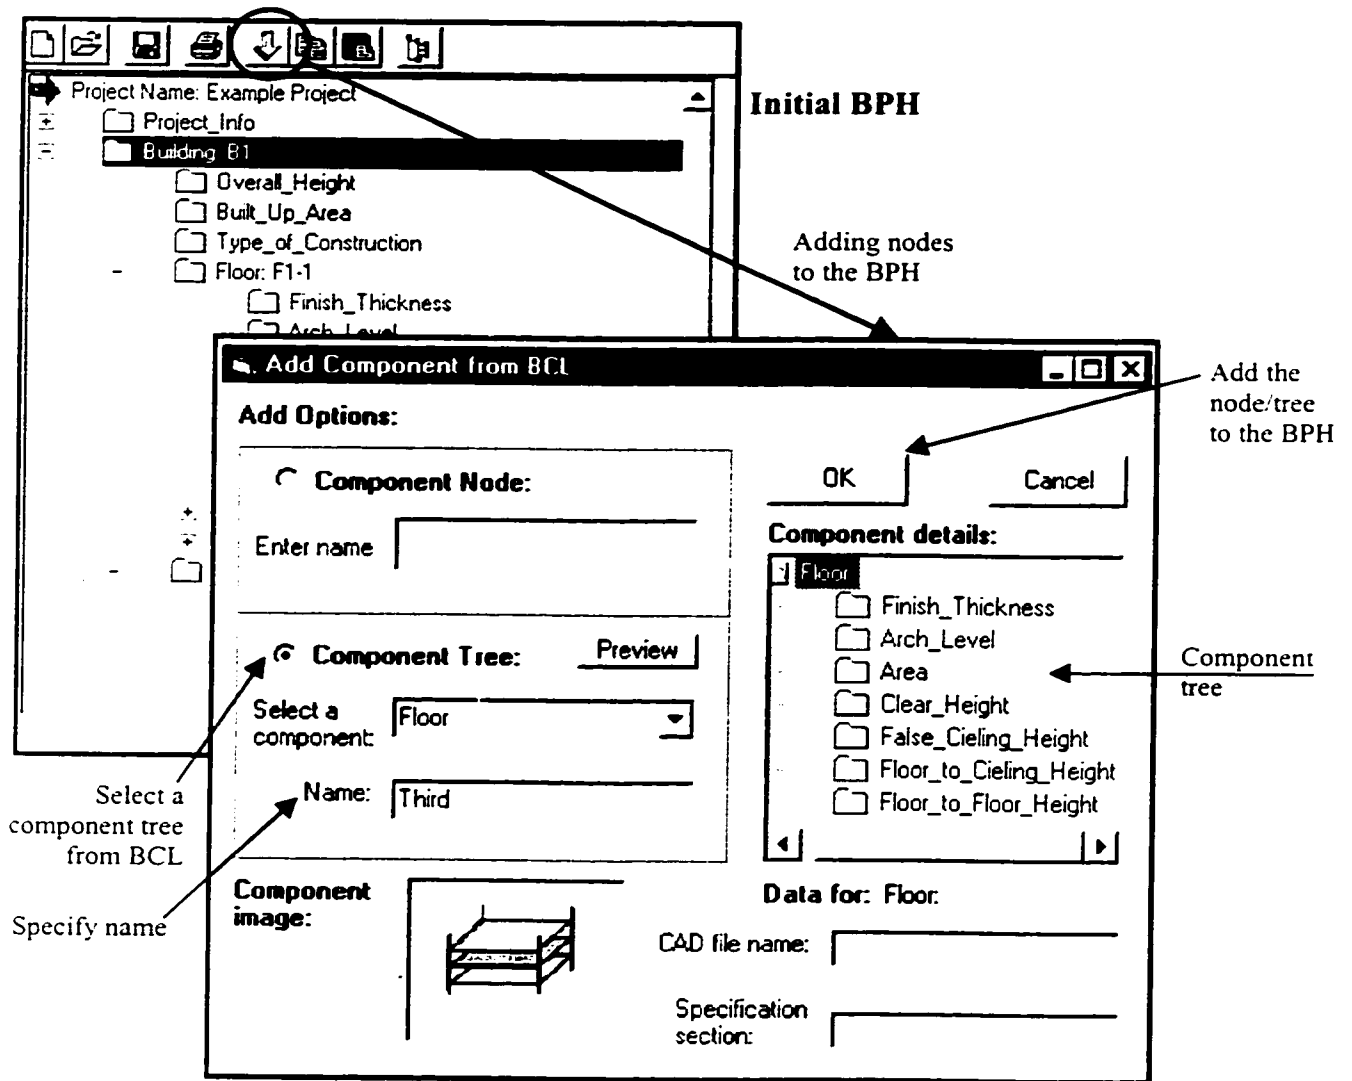 Project Name: Example Project
Project_Info
Building B1
Overall_Height
Built_Up_Area
Type_of_Construction
Floor: F1-1
Finish_Thickness
Arch_Level
Initial BPH
Adding nodes
to the BPH
Add Component from BCL
Add the
node/tree
to the BPH
Add Options:
Component Node:
Enter name
OK
Cancel
Component details:
Floor
Finish_Thickness
Arch_Level
Area
Clear_Height
False_Cieling_Height
Floor_to_Cieling_Height
Floor_to_Floor_Height
Component
tree
Component Tree:
Preview
Select a
component:
Floor
Name:
Third
Select a
component tree
from BCL
Specify name
Component
image:
Data for: Floor:
CAD file name:
Specification
section: